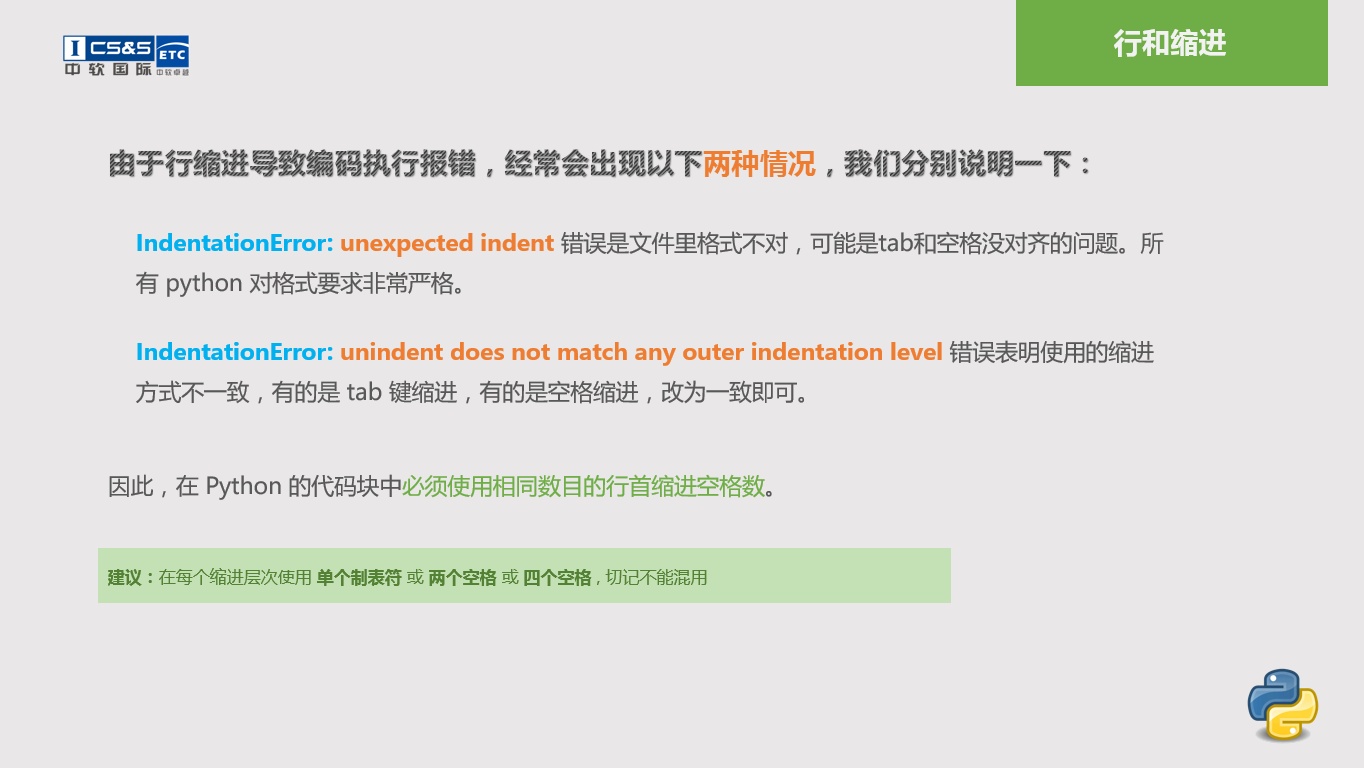 I CS&S ETC
中软国际 中软卓越
行和缩进
由于行缩进导致编码执行报错，经常会出现以下两种情况，我们分别说明一下：
IndentationError: unexpected indent 错误是文件里格式不对，可能是tab和空格没对齐的问题。所
有 python 对格式要求非常严格。
IndentationError: unindent does not match any outer indentation level 错误表明使用的缩进
方式不一致，有的是 tab 键缩进，有的是空格缩进，改为一致即可。
因此，在 Python 的代码块中必须使用相同数目的行首缩进空格数。
建议：在每个缩进层次使用 单个制表符 或 两个空格 或 四个空格 , 切记不能混用